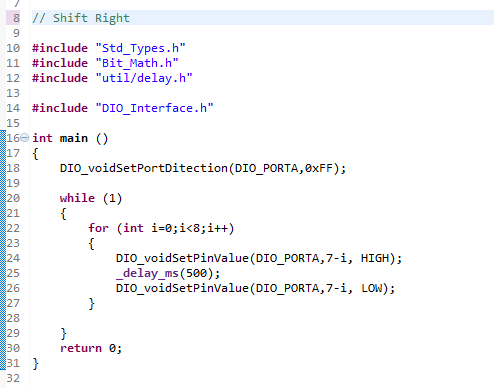 7
8 // Shift Right
9
10 #include "Std_Types.h"
11 #include "Bit_Math.h"
12 #include "util/delay.h"
13
14 #include "DIO_Interface.h"
15
16 int main ()
17 {
18 DIO_voidSetPortDitection(DIO_PORTA,0xFF);
19
20 while (1)
21 {
22 for (int i=0;i<8;i++)
23 {
24 DIO_voidSetPinValue(DIO_PORTA,7-i, HIGH);
25 _delay_ms(500);
26 DIO_voidSetPinValue(DIO_PORTA,7-i, LOW);
27 }
28
29 }
30 return 0;
31 }
32